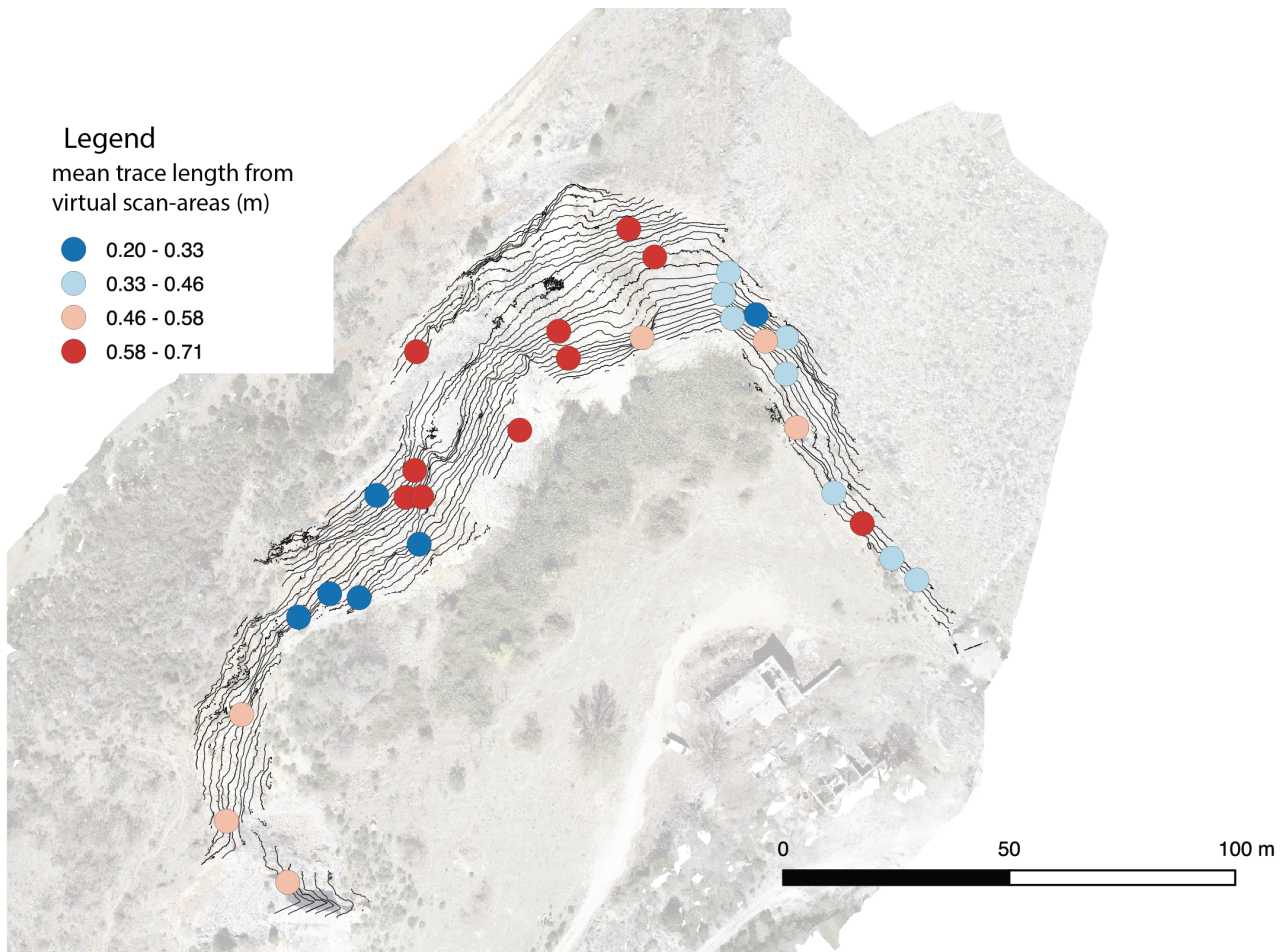 Legend
mean trace length from
virtual scan-areas (m)
0.20 - 0.33
0.33 - 0.46
0.46 - 0.58
0.58 - 0.71
0 50 100 m